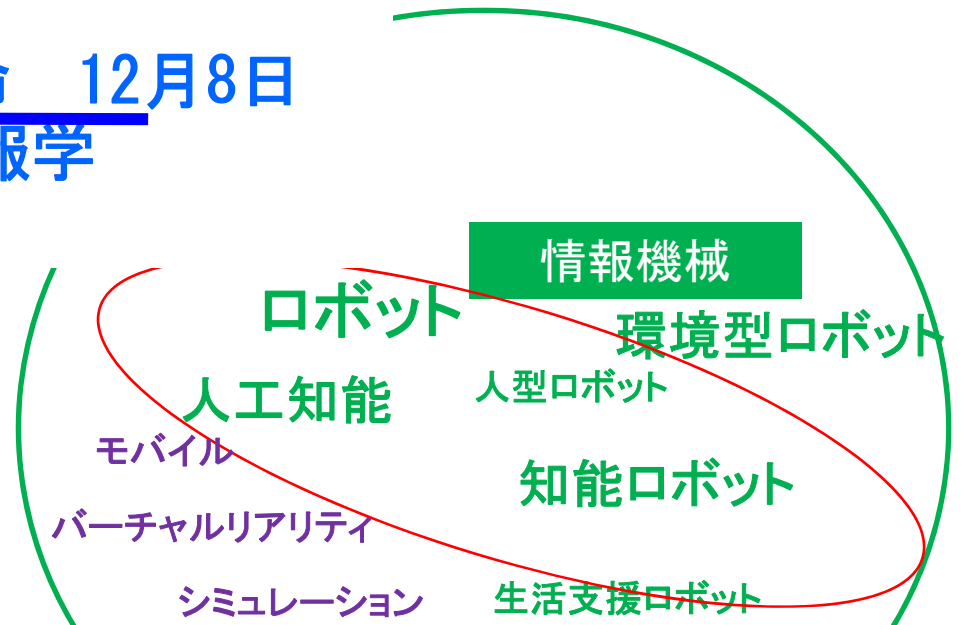 12月8日
報学
情報機械
ロボット
環境型ロボット
人型ロボット
人工知能
モバイル
知能ロボット
バーチャルリアリティ
シミュレーション
生活支援ロボット